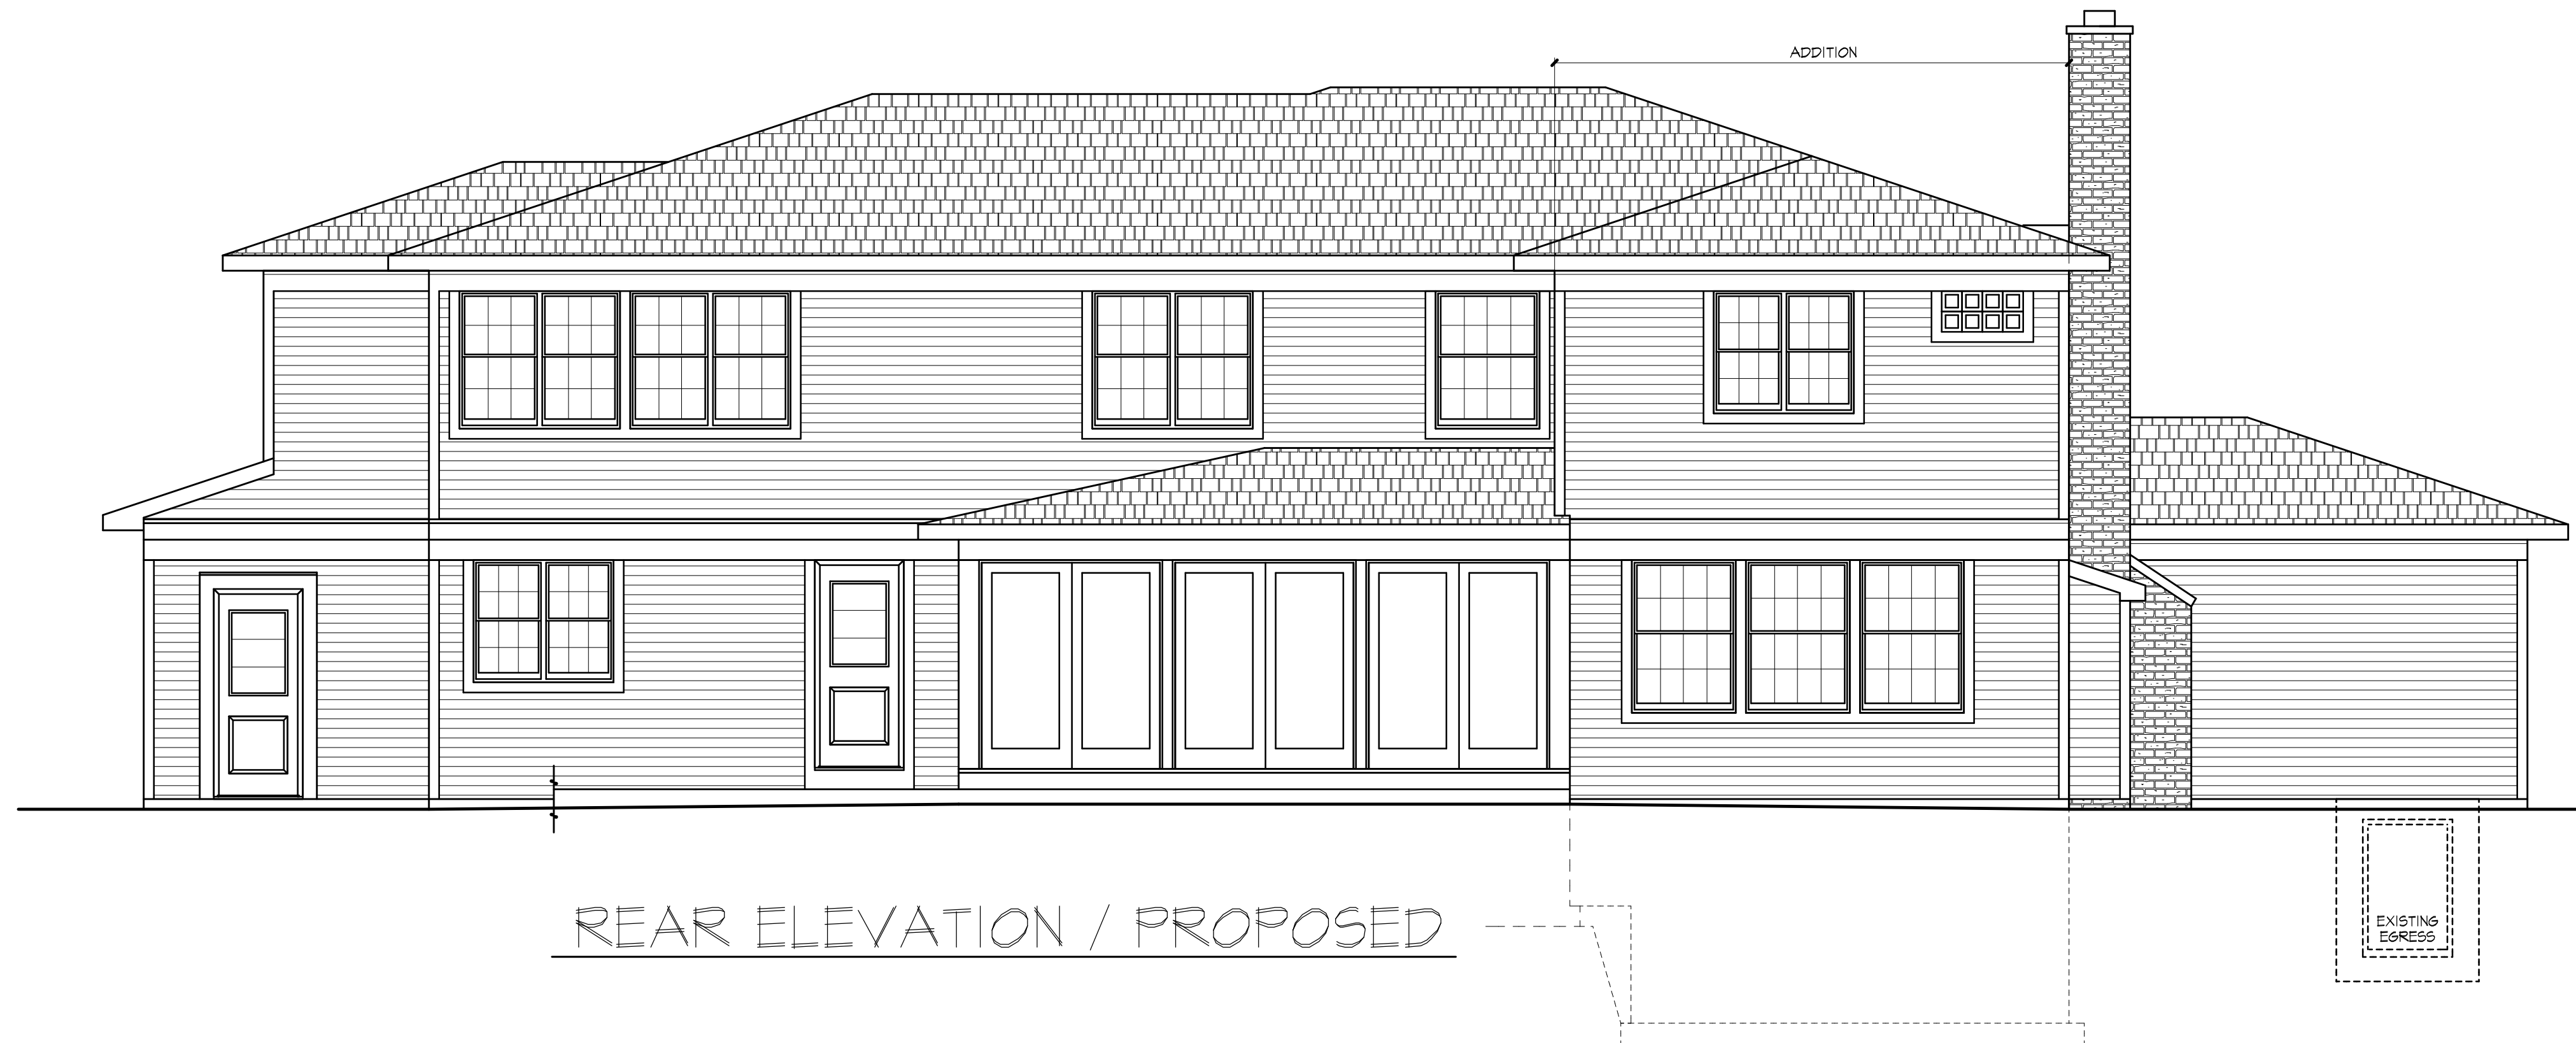 ADDITION
REAR ELEVATION / PROPOSED
EXISTING
EGRESS